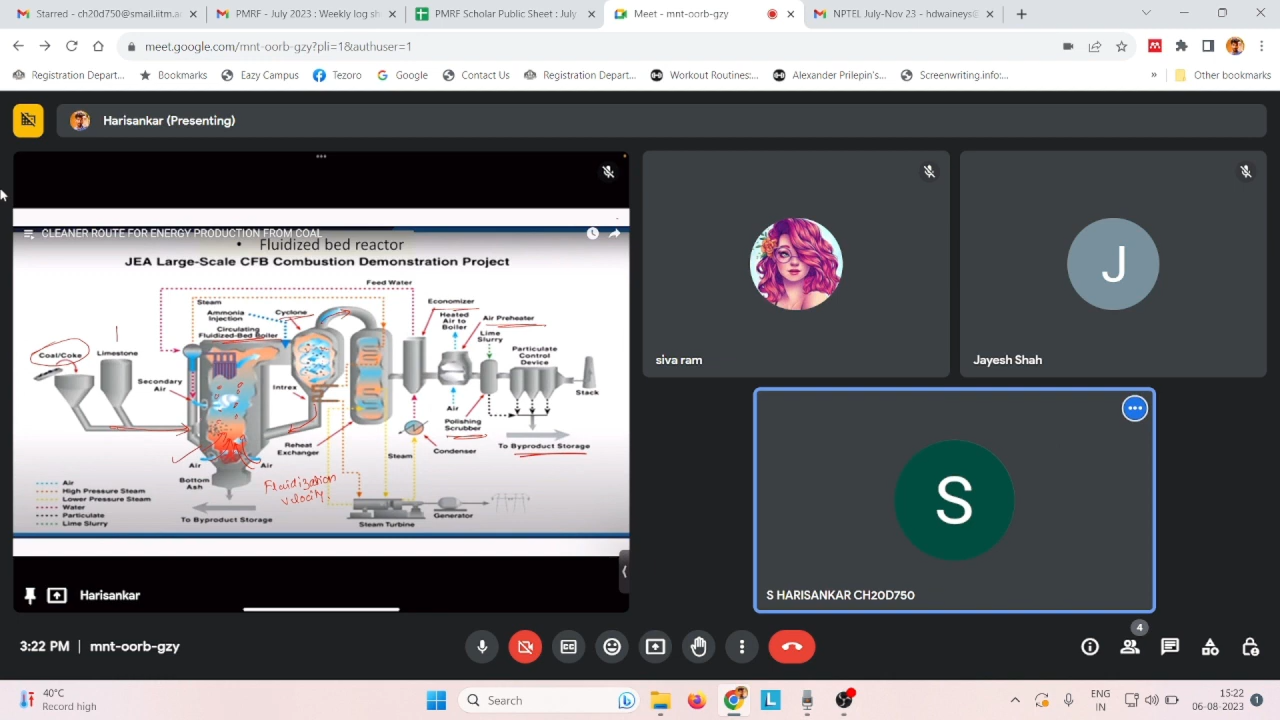 Starred - ch20d750@smail.iitm.a
PMRF - July 2023 : Weekly log sh
PMRF Scholar Public Sheet : July
Meet - mnt-oorb-gzy
NPTEL July-Nov 23 - hdwaineys@
meet.google.com/mnt-oorb-gzy?pli=1&authuser=1
Registration Depart...
Bookmarks
Eazy Campus
Tezoro
Google
Contact Us
Registration Depart...
Workout Routines:...
Alexander Prilepin's...
Screenwriting.info:...
»
Other bookmarks
Harisankar (Presenting)
CLEANER ROUTE FOR ENERGY PRODUCTION FROM COAL
• Fluidized bed reactor
JEA Large-Scale CFB Combustion Demonstration Project
Feed Water
Steam
Economizer
Ammonia
Injection
Cyclone
Heated
Air to
Boiler
Air Preheater
Circulating
Fluidized-Bed Boiler
Lime
Slurry
Coal/Coke
Limestone
Particulate
Control
Device
Secondary
Air
Intrex
Stack
Air
Polishing
Scrubber
Reheat
Exchanger
Condenser
To Byproduct Storage
Steam
Air
Air
Bottom
Ash
Fluidization
velocity
Air
High Pressure Steam
Lower Pressure Steam
Water
Particulate
Lime Slurry
To Byproduct Storage
Generator
Steam Turbine
Harisankar
siva ram
J
Jayesh Shah
S
S HARISANKAR CH20D750
3:22 PM | mnt-oorb-gzy
4
40°C
Record high
Search
L
ENG
IN
15:22
06-08-2023
1